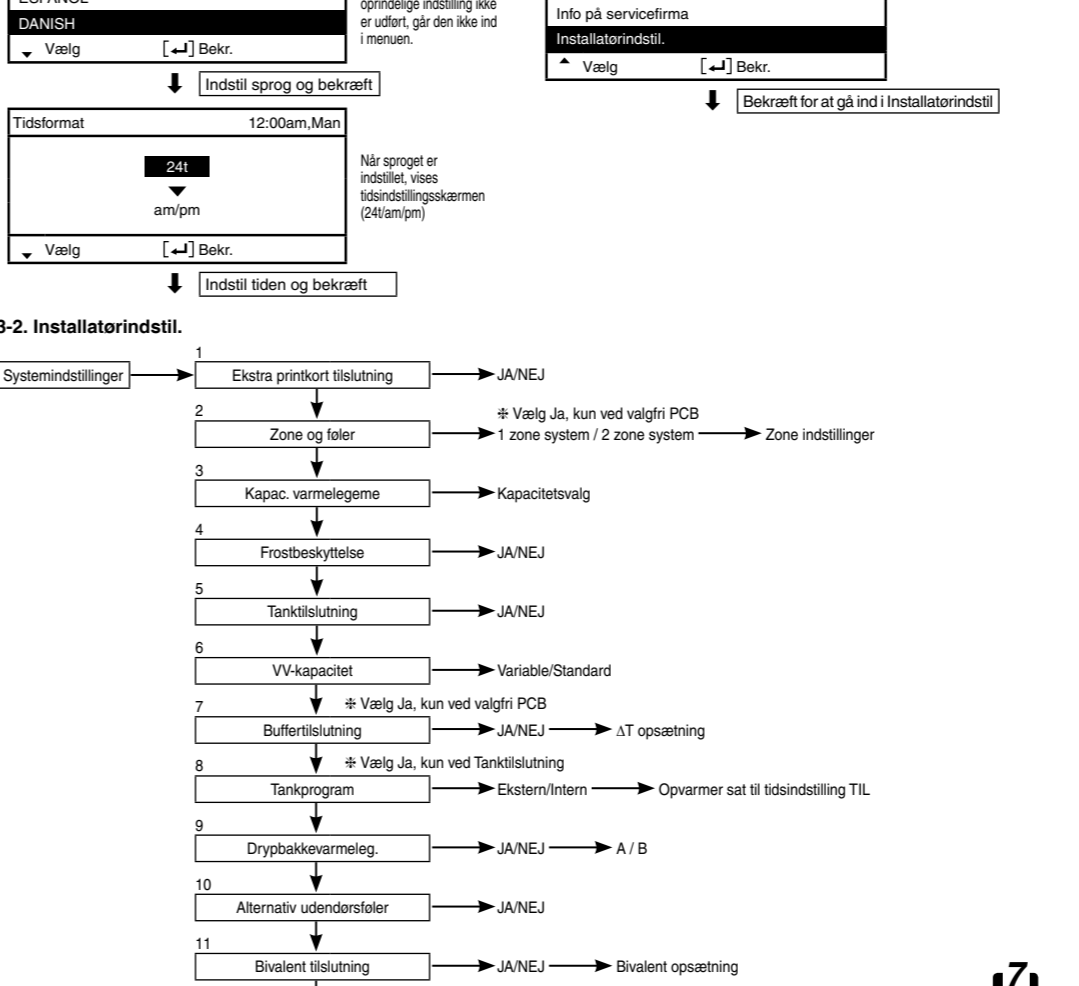 ESPAÑOL
DANISH
Vælg [↵] Bekr.
oprindelige indstilling ikke
er udført, går den ikke ind
i menuen.
Indstil sprog og bekræft
Info på servicefirma
Installatørindstil.
Vælg [↵] Bekr.
Bekræft for at gå ind i Installatørindstil
Tidsformat 12:00am,Man
24t
am/pm
Vælg [↵] Bekr.
Når sproget er
indstillet, vises
tidsindstillingsskærmen
(24t/am/pm)
Indstil tiden og bekræft
3-2. Installatørindstil.
Systemindstillinger
1
Ekstra printkort tilslutning JA/NEJ
2 ❈ Vælg Ja, kun ved valgfri PCB
Zone og føler 1 zone system / 2 zone system Zone indstillinger
3
Kapac. varmelegeme Kapacitetsvalg
4
Frostbeskyttelse JA/NEJ
5
Tanktilslutning JA/NEJ
6
VV-kapacitet Variable/Standard
7 ❈ Vælg Ja, kun ved valgfri PCB
Buffertilslutning JA/NEJ ΔT opsætning
8 ❈ Vælg Ja, kun ved Tanktilslutning
Tankprogram Ekstern/Intern Opvarmer sat til tidsindstilling TIL
9
Drypbakkevarmeleg. JA/NEJ A / B
10
Alternativ udendørsføler JA/NEJ
11
Bivalent tilslutning JA/NEJ Bivalent opsætning
7